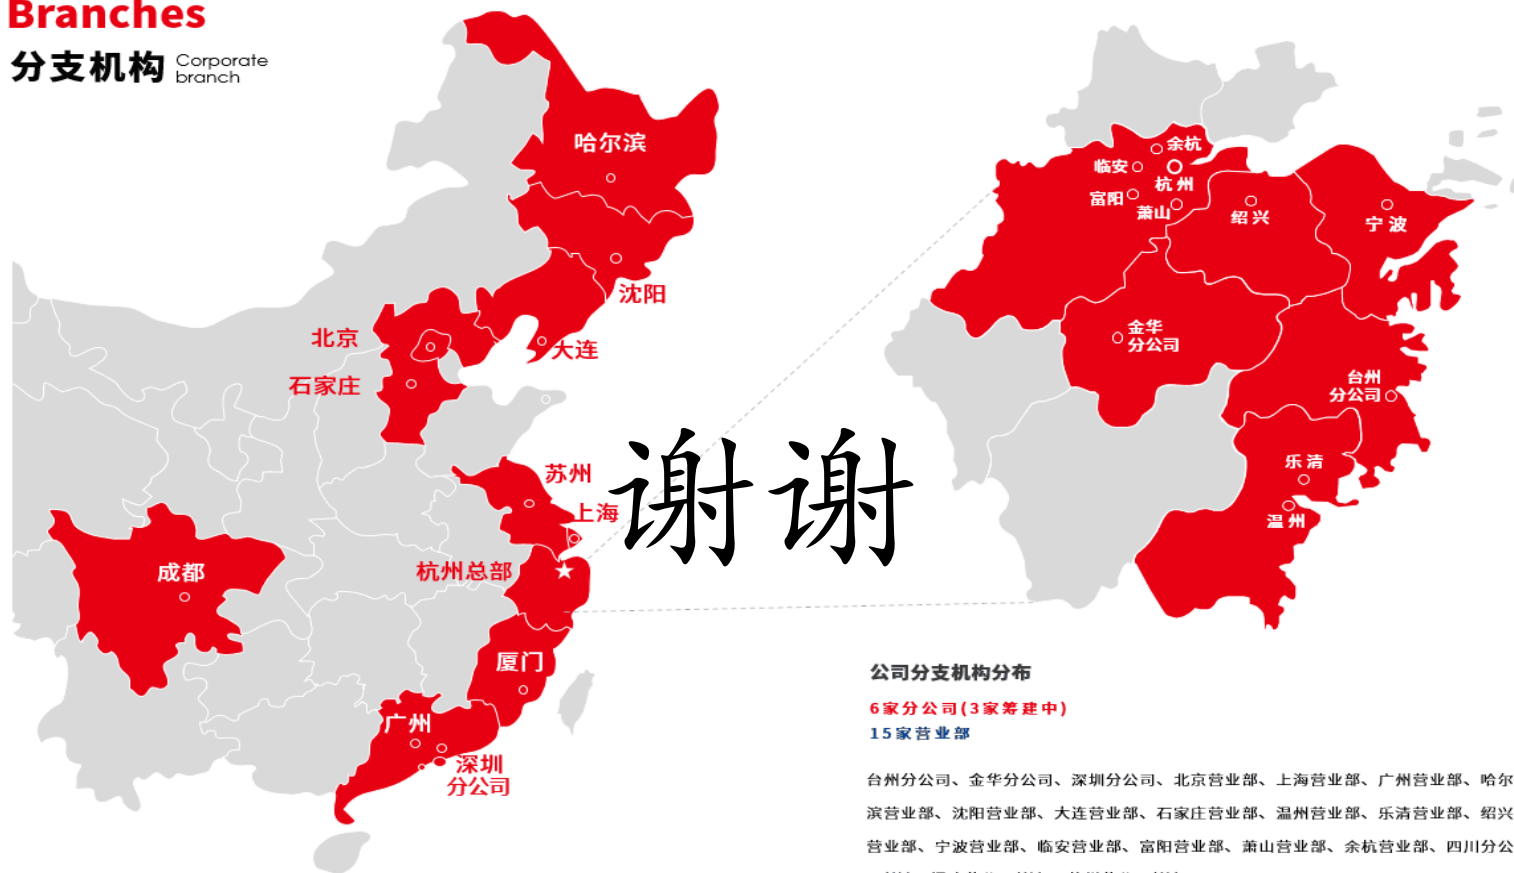 Branches
分支机构
Corporate
branch
哈尔滨
沈阳
大连
北京
石家庄
苏州
上海
杭州总部
成都
厦门
广州
深圳
分公司
谢谢
余杭
临安
杭州
富阳
萧山
绍兴
宁波
金华
分公司
台州
分公司
乐清
温州
公司分支机构分布
6家分公司(3家筹建中)
15家营业部
台州分公司、金华分公司、深圳分公司、北京营业部、上海营业部、广州营业部、哈尔
滨营业部、沈阳营业部、大连营业部、石家庄营业部、温州营业部、乐清营业部、绍兴
营业部、宁波营业部、临安营业部、富阳营业部、萧山营业部、余杭营业部、四川分公